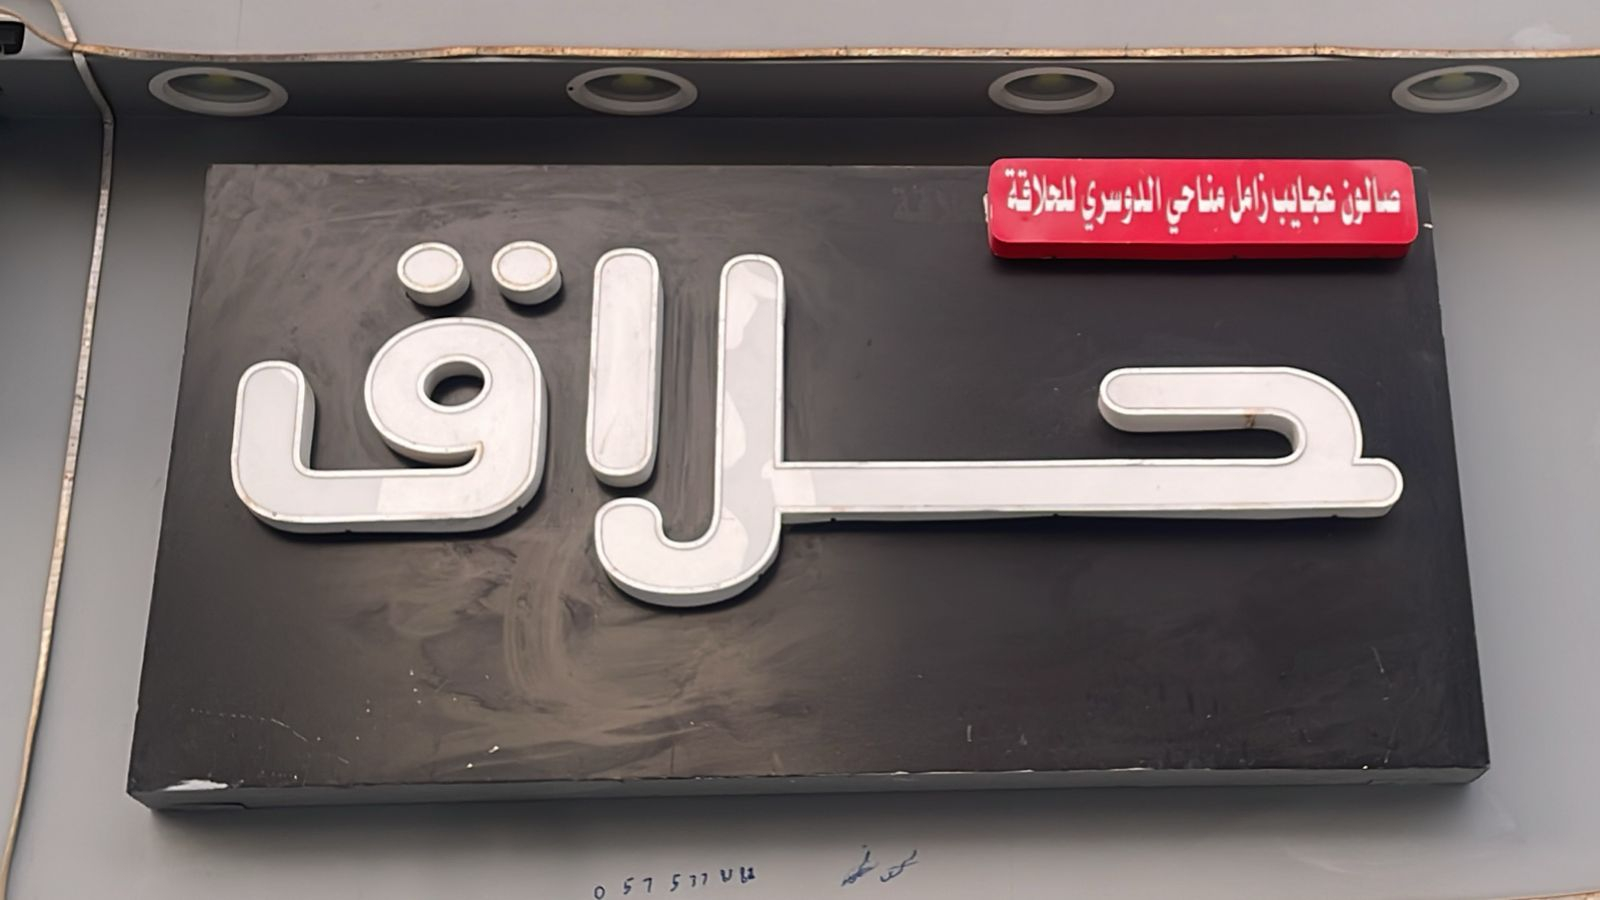 صالون عجايب زامل مناحي الدوسري للحلاقة
حلاق